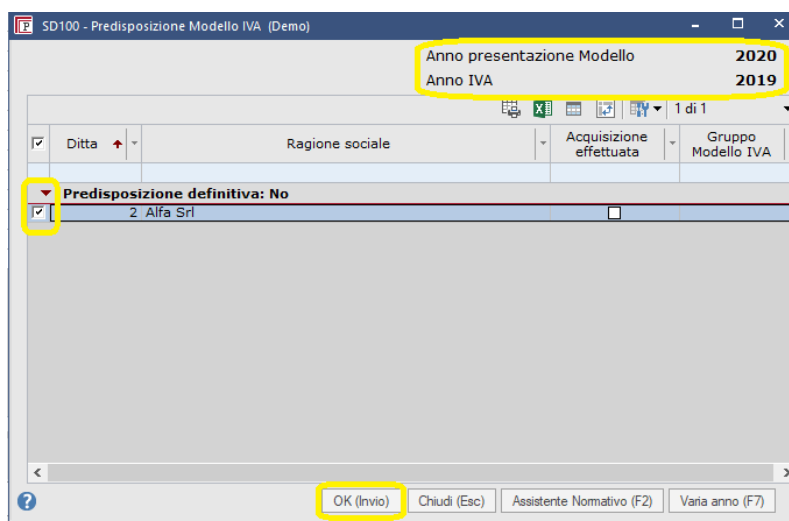 SD100 - Predisposizione Modello IVA (Demo)
Anno presentazione Modello 2020
Anno IVA 2019
1 di 1
Ditta Ragione sociale Acquisizione effettuata Gruppo Modello IVA
Predisposizione definitiva: No
2 Alfa Srl
OK (Invio) Chiudi (Esc) Assistente Normativo (F2) Varia anno (F7)